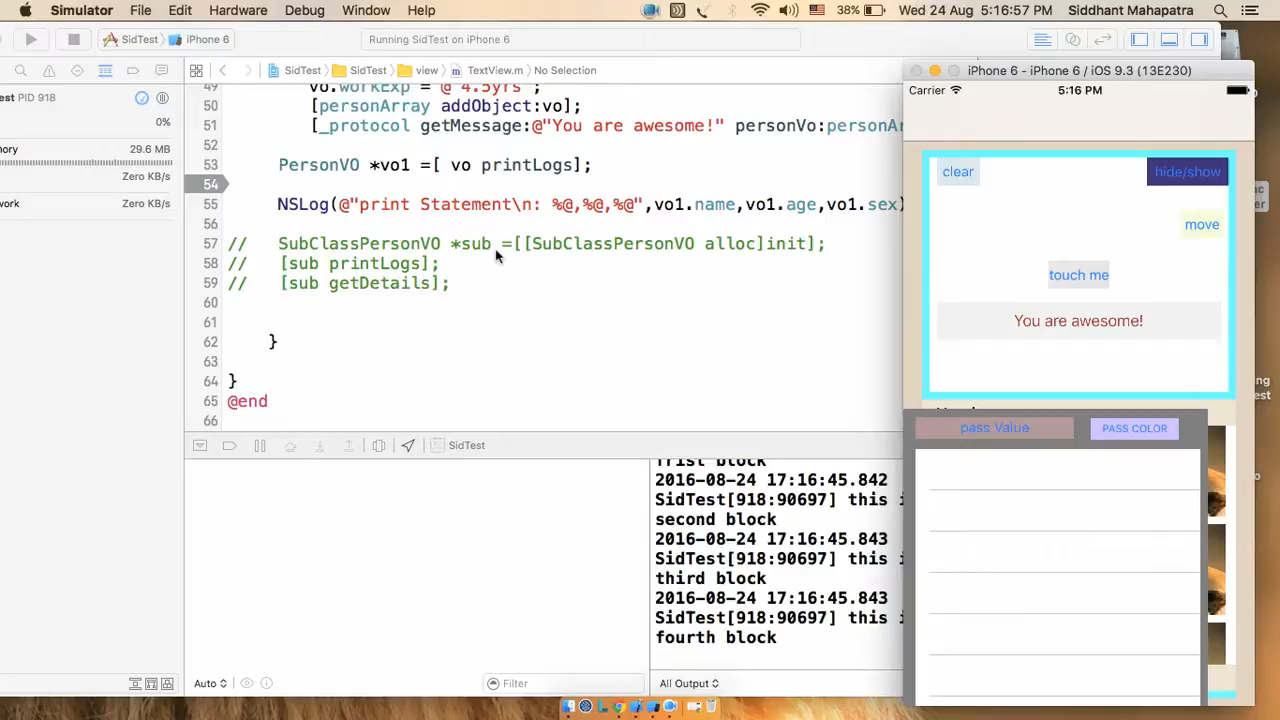 Simulator File Edit Hardware Debug Window Help 38% Wed 24 Aug 5:16:57 PM Siddhant Mahapatra
SidTest iPhone 6 Running SidTest on iPhone 6
SidTest SidTest view TextView.m No Selection
PID 918
0%
29.6 MB
Zero KB/s
Zero KB/s
49 vo.workExp = @"4.5yrs";
50 [personArray addObject:vo];
51 [_protocol getMessage:@"You are awesome!" personVo:personAr
52
53 PersonVO *vo1 =[ vo printLogs];
54
55 NSLog(@"print Statement\n: %@,%@,%@",vo1.name,vo1.age,vo1.sex)
56
57 // SubClassPersonVO *sub =[[SubClassPersonVO alloc]init];
58 // [sub printLogs];
59 // [sub getDetails];
60
61
62 }
63
64 }
65 @end
66
SidTest
frist block
2016-08-24 17:16:45.842
SidTest[918:90697] this i
second block
2016-08-24 17:16:45.843
SidTest[918:90697] this i
third block
2016-08-24 17:16:45.843
SidTest[918:90697] this i
fourth block
Auto Filter All Output
iPhone 6 - iPhone 6 / iOS 9.3 (13E230)
Carrier 5:16 PM
clear hide/show
move
touch me
You are awesome!
pass Value PASS COLOR